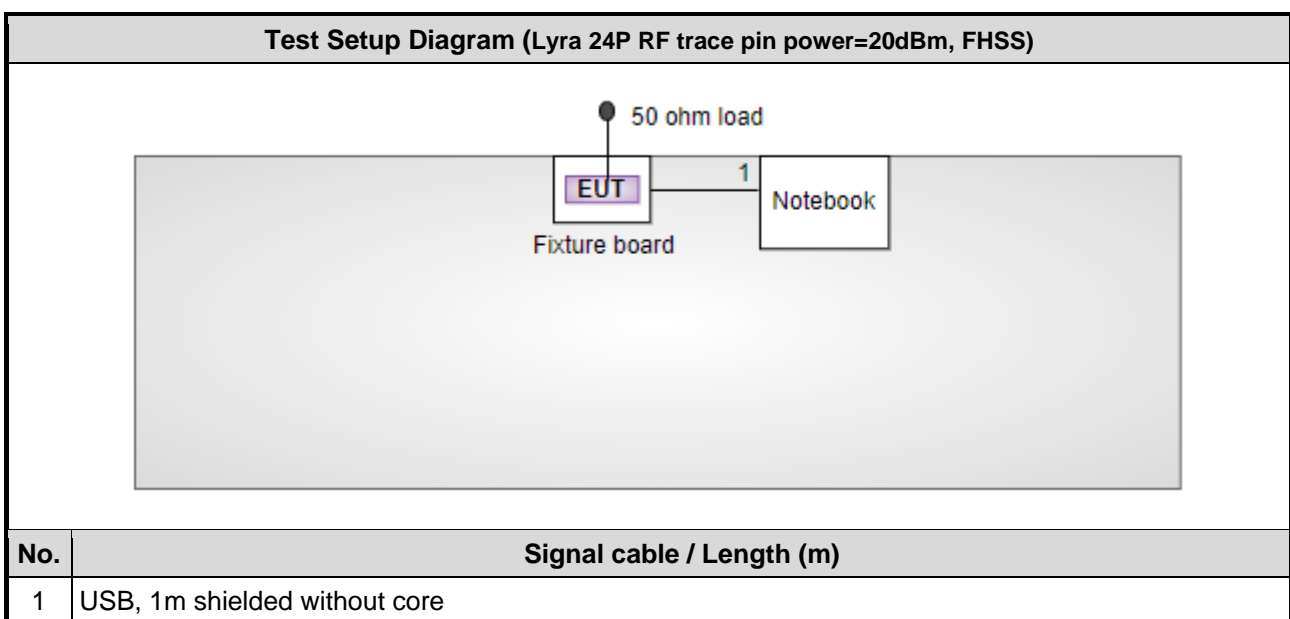 Test Setup Diagram (Lyra 24P RF trace pin power=20dBm, FHSS)
50 ohm load
EUT
1
Notebook
Fixture board
No. Signal cable / Length (m)
1 USB, 1m shielded without core